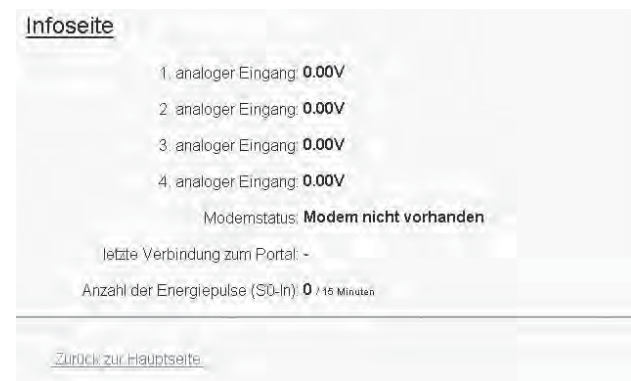 Infoseite
1. analoger Eingang: 0.00V
2. analoger Eingang: 0.00V
3. analoger Eingang: 0.00V
4. analoger Eingang: 0.00V
Modemstatus: Modem nicht vorhanden
letzte Verbindung zum Portal: -
Anzahl der Energiepulse (S0-In): 0 / 15 Minuten
Zurück zur Hauptseite